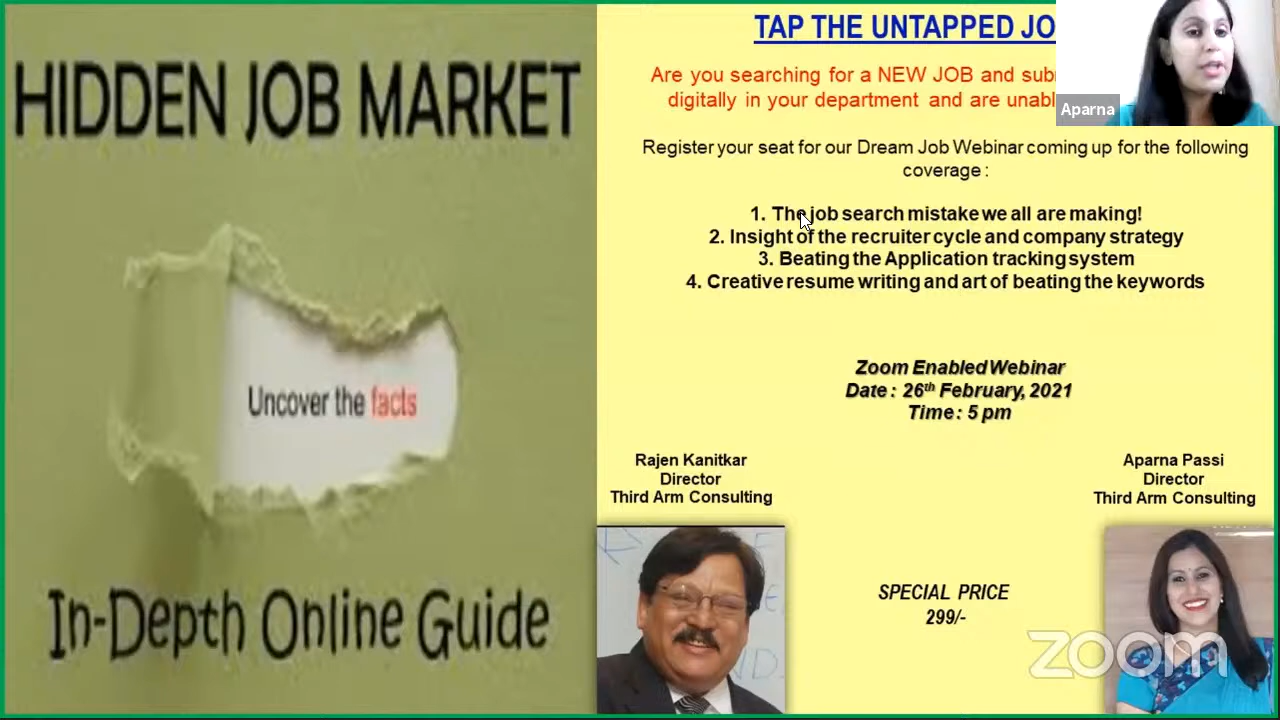 HIDDEN JOB MARKET
Uncover the facts
In-Depth Online Guide
TAP THE UNTAPPED
Are you searching for a NEW JOB and
digitally in your department and are
Register your seat for our Dream Job Webinar coming up for the following
coverage :
1. The job search mistake we all are making!
2. Insight of the recruiter cycle and company strategy
3. Beating the Application tracking system
4. Creative resume writing and art of beating the keywords
Zoom Enabled Webinar
Date : 26th February, 2021
Time : 5 pm
Rajen Kanitkar
Director
Third Arm Consulting
Aparna Passi
Director
Third Arm Consulting
SPECIAL PRICE
299/-
Aparna
zoom